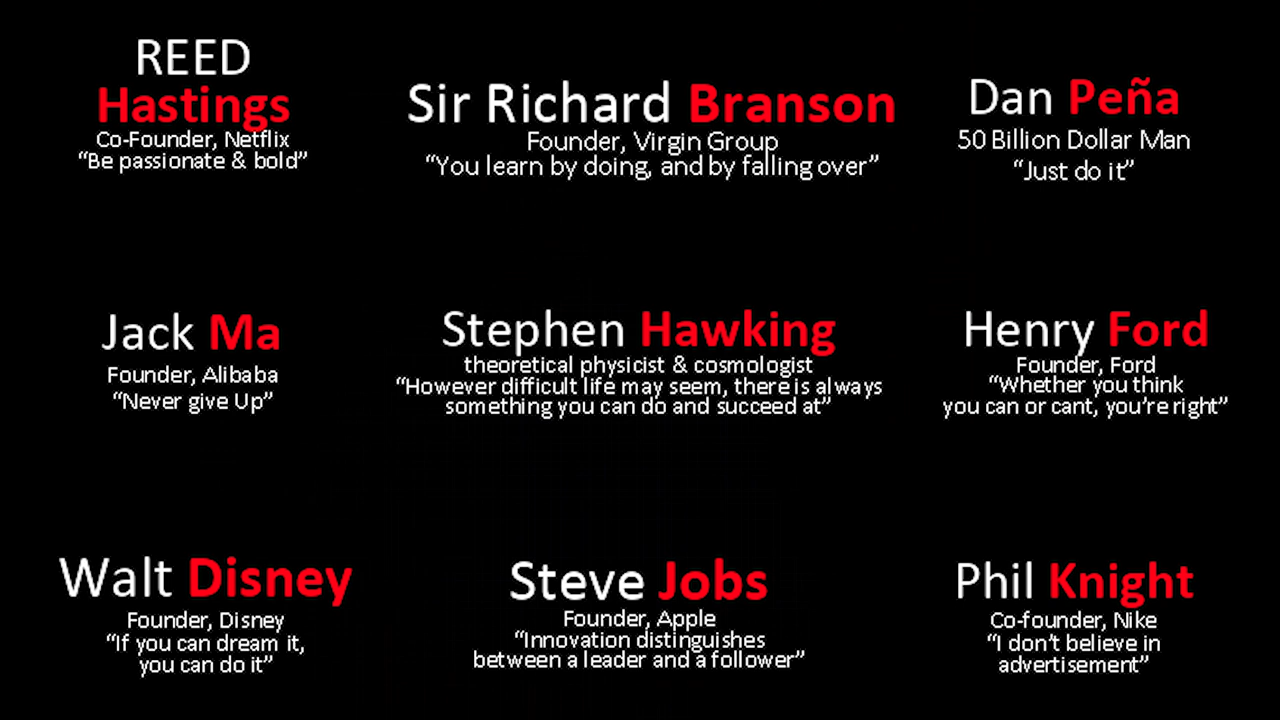 REED
Hastings
Co-Founder, Netflix
“Be passionate & bold”
Sir Richard Branson
Founder, Virgin Group
“You learn by doing, and by falling over”
Dan Peña
50 Billion Dollar Man
“Just do it”
Jack Ma
Founder, Alibaba
“Never give Up”
Stephen Hawking
theoretical physicist & cosmologist
“However difficult life may seem, there is always
something you can do and succeed at”
Henry Ford
Founder, Ford
“Whether you think
you can or cant, you’re right”
Walt Disney
Founder, Disney
“If you can dream it,
you can do it”
Steve Jobs
Founder, Apple
“Innovation distinguishes
between a leader and a follower”
Phil Knight
Co-founder, Nike
“I don’t believe in
advertisement”